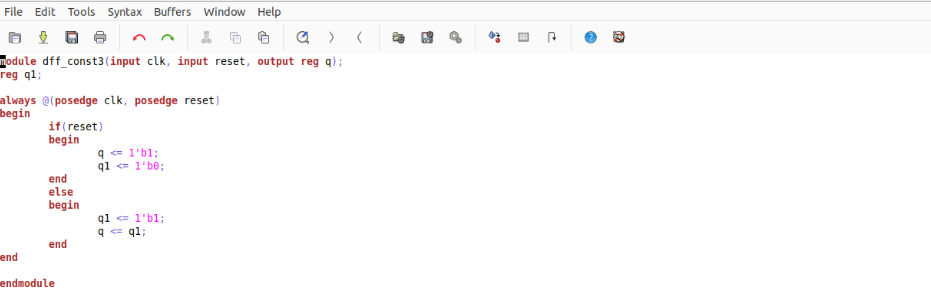 File Edit Tools Syntax Buffers Window Help
module dff_const3(input clk, input reset, output reg q);
reg q1;
always @(posedge clk, posedge reset)
begin
if(reset)
begin
q <= 1'b1;
q1 <= 1'b0;
end
else
begin
q1 <= 1'b1;
q <= q1;
end
end
endmodule